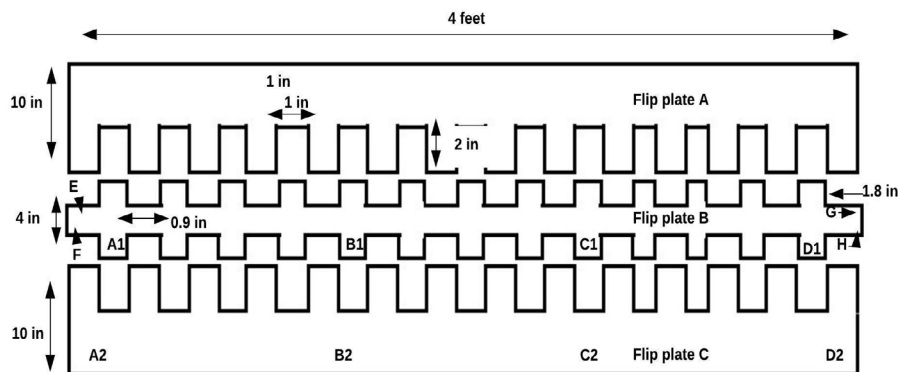 4 feet
1 in
10 in
1 in
Flip plate A
2 in
E
1.8 in
4 in
0.9 in
Flip plate B
G
F
A1
B1
C1
D1
H
10 in
A2
B2
C2
Flip plate C
D2